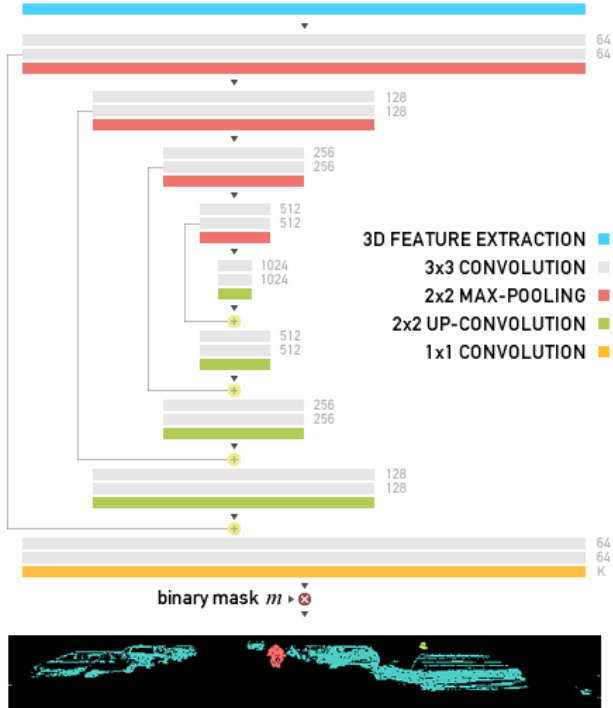 64
64
128
128
256
256
512
512
3D FEATURE EXTRACTION
3x3 CONVOLUTION
1024
1024
2x2 MAX-POOLING
2x2 UP-CONVOLUTION
512
512
1x1 CONVOLUTION
256
256
128
128
64
64
K
binary mask m